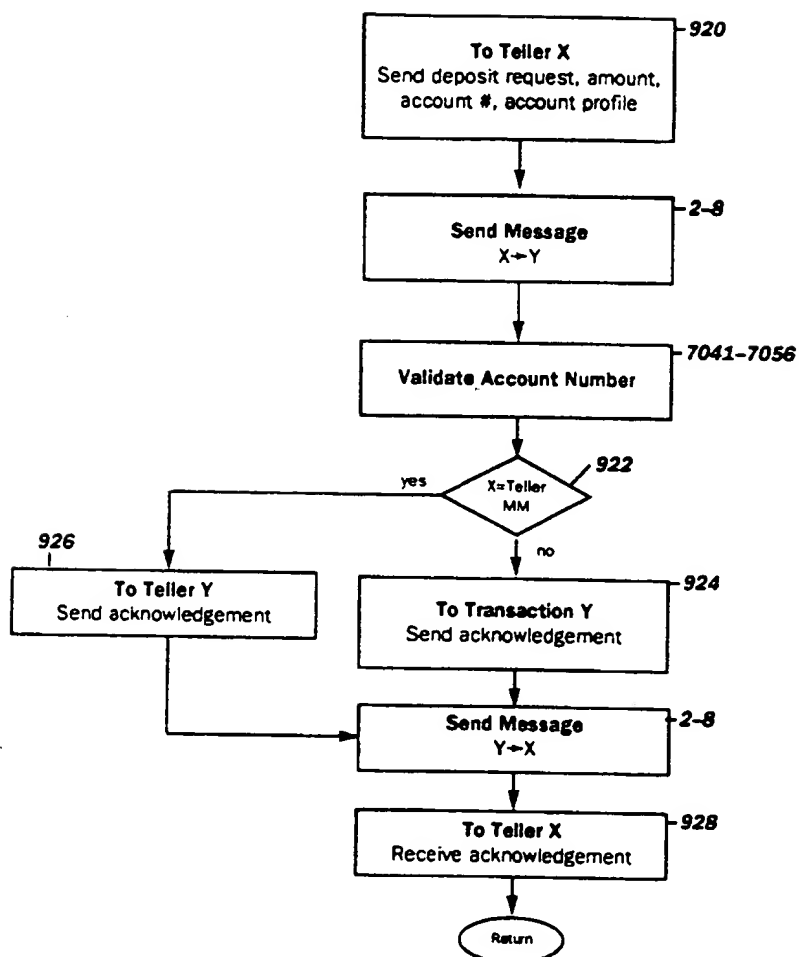 920
To Teller X
Send deposit request, amount,
account #, account profile
2-8
Send Message
X→Y
7041-7056
Validate Account Number
922
yes
X=Teller
MM
no
926
To Teller Y
Send acknowledgement
924
To Transaction Y
Send acknowledgement
2-8
Send Message
Y→X
928
To Teller X
Receive acknowledgement
Return